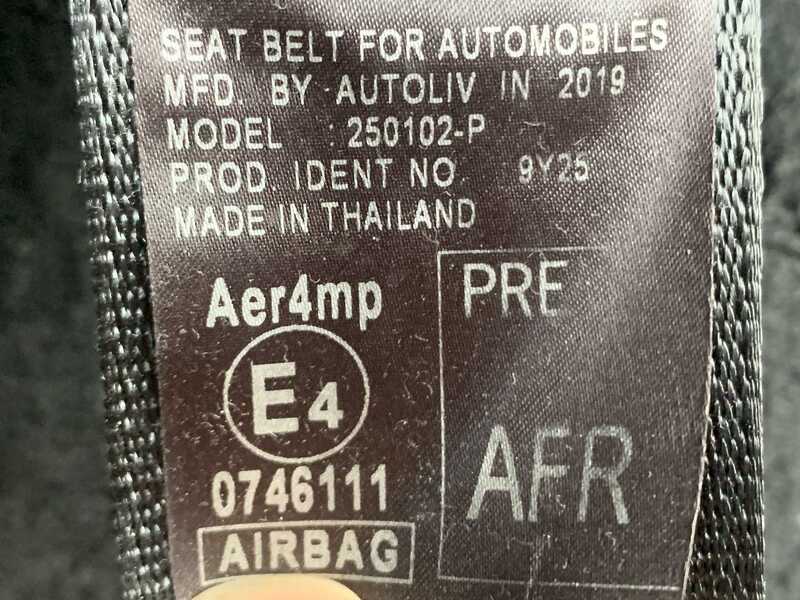 SEAT BELT FOR AUTOMOBILES
MFD. BY AUTOLIV IN 2019
MODEL : 250102-P
PROD. IDENT NO. 9Y25
MADE IN THAILAND
Aer4mp
E4
0746111
AIRBAG
PRE
AFR